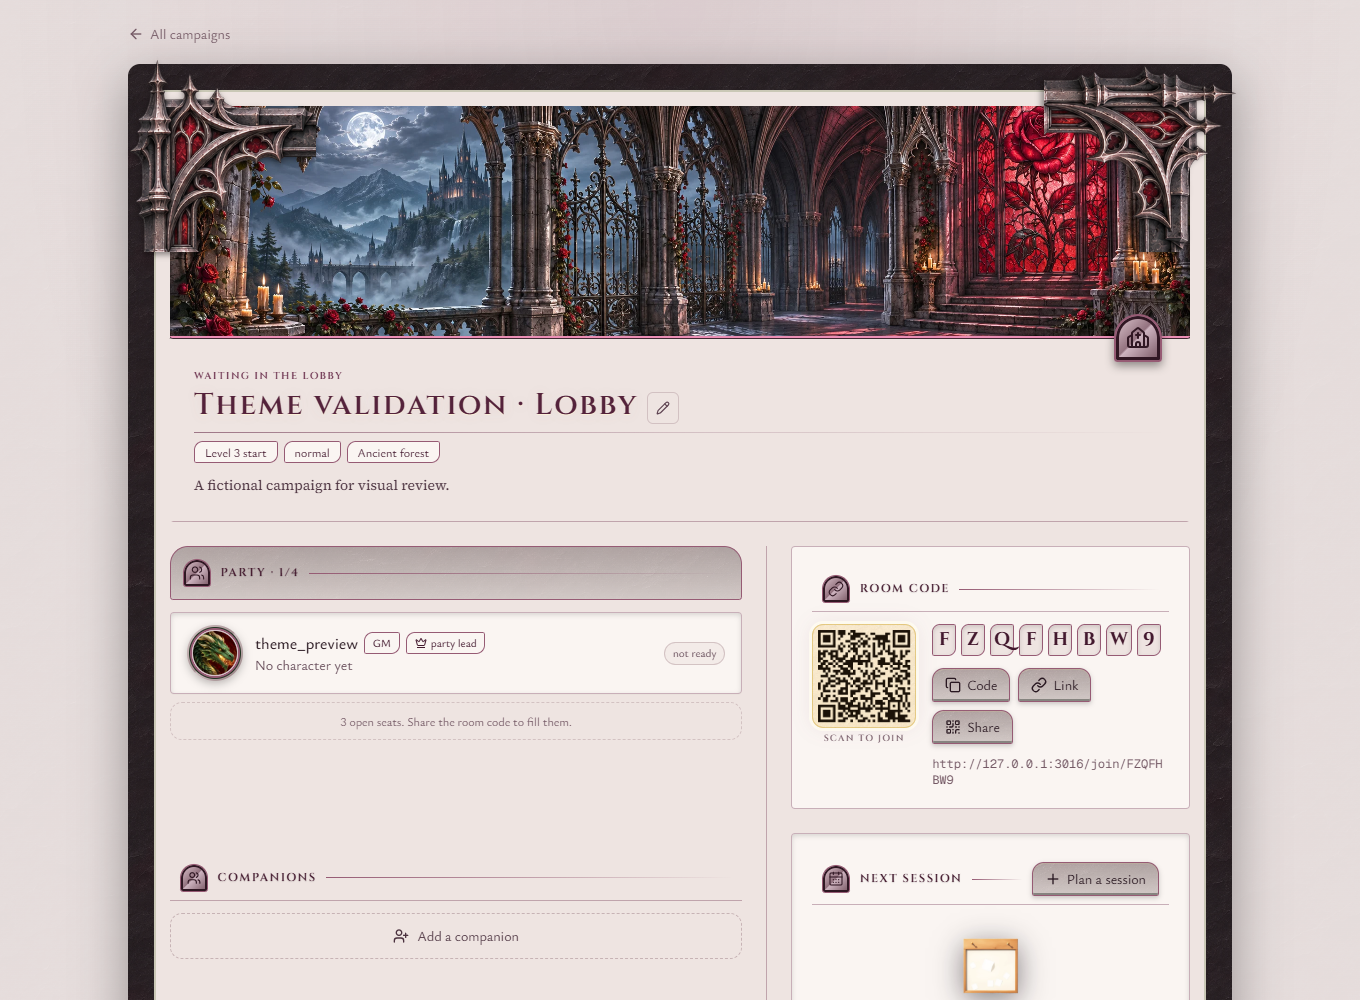 All campaigns
WAITING IN THE LOBBY
THEME VALIDATION · LOBBY
Level 3 start
normal
Ancient forest
A fictional campaign for visual review.
PARTY · 1/4
theme_preview
GM
party lead
No character yet
not ready
3 open seats. Share the room code to fill them.
COMPANIONS
Add a companion
ROOM CODE
F Z Q F H B W 9
Code
Link
Share
SCAN TO JOIN
http://127.0.0.1:3016/join/FZQFH
BW9
NEXT SESSION
Plan a session